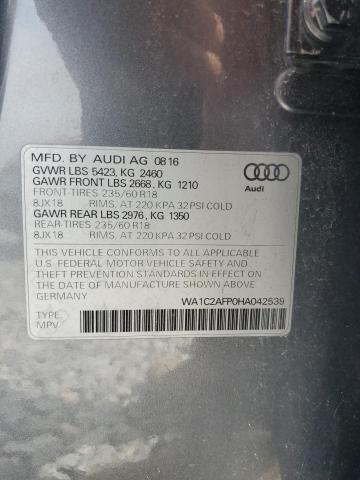 MFD. BY AUDI AG 08 16
GVWR LBS 5423, KG 2460
GAWR FRONT LBS 2668, KG 1210
FRONT-TIRES 235/60 R18
8JX18 RIMS, AT 220 KPA 32 PSI COLD
GAWR REAR LBS 2976, KG 1350
REAR-TIRES 235/60 R18
8JX18 RIMS, AT 220 KPA 32 PSI COLD
Audi
THIS VEHICLE CONFORMS TO ALL APPLICABLE
U.S. FEDERAL MOTOR VEHICLE SAFETY AND
THEFT PREVENTION STANDARDS IN EFFECT ON
THE DATE OF MANUFACTURE SHOWN ABOVE
GERMANY WA1C2AFP0HA042539
TYPE:
MPV